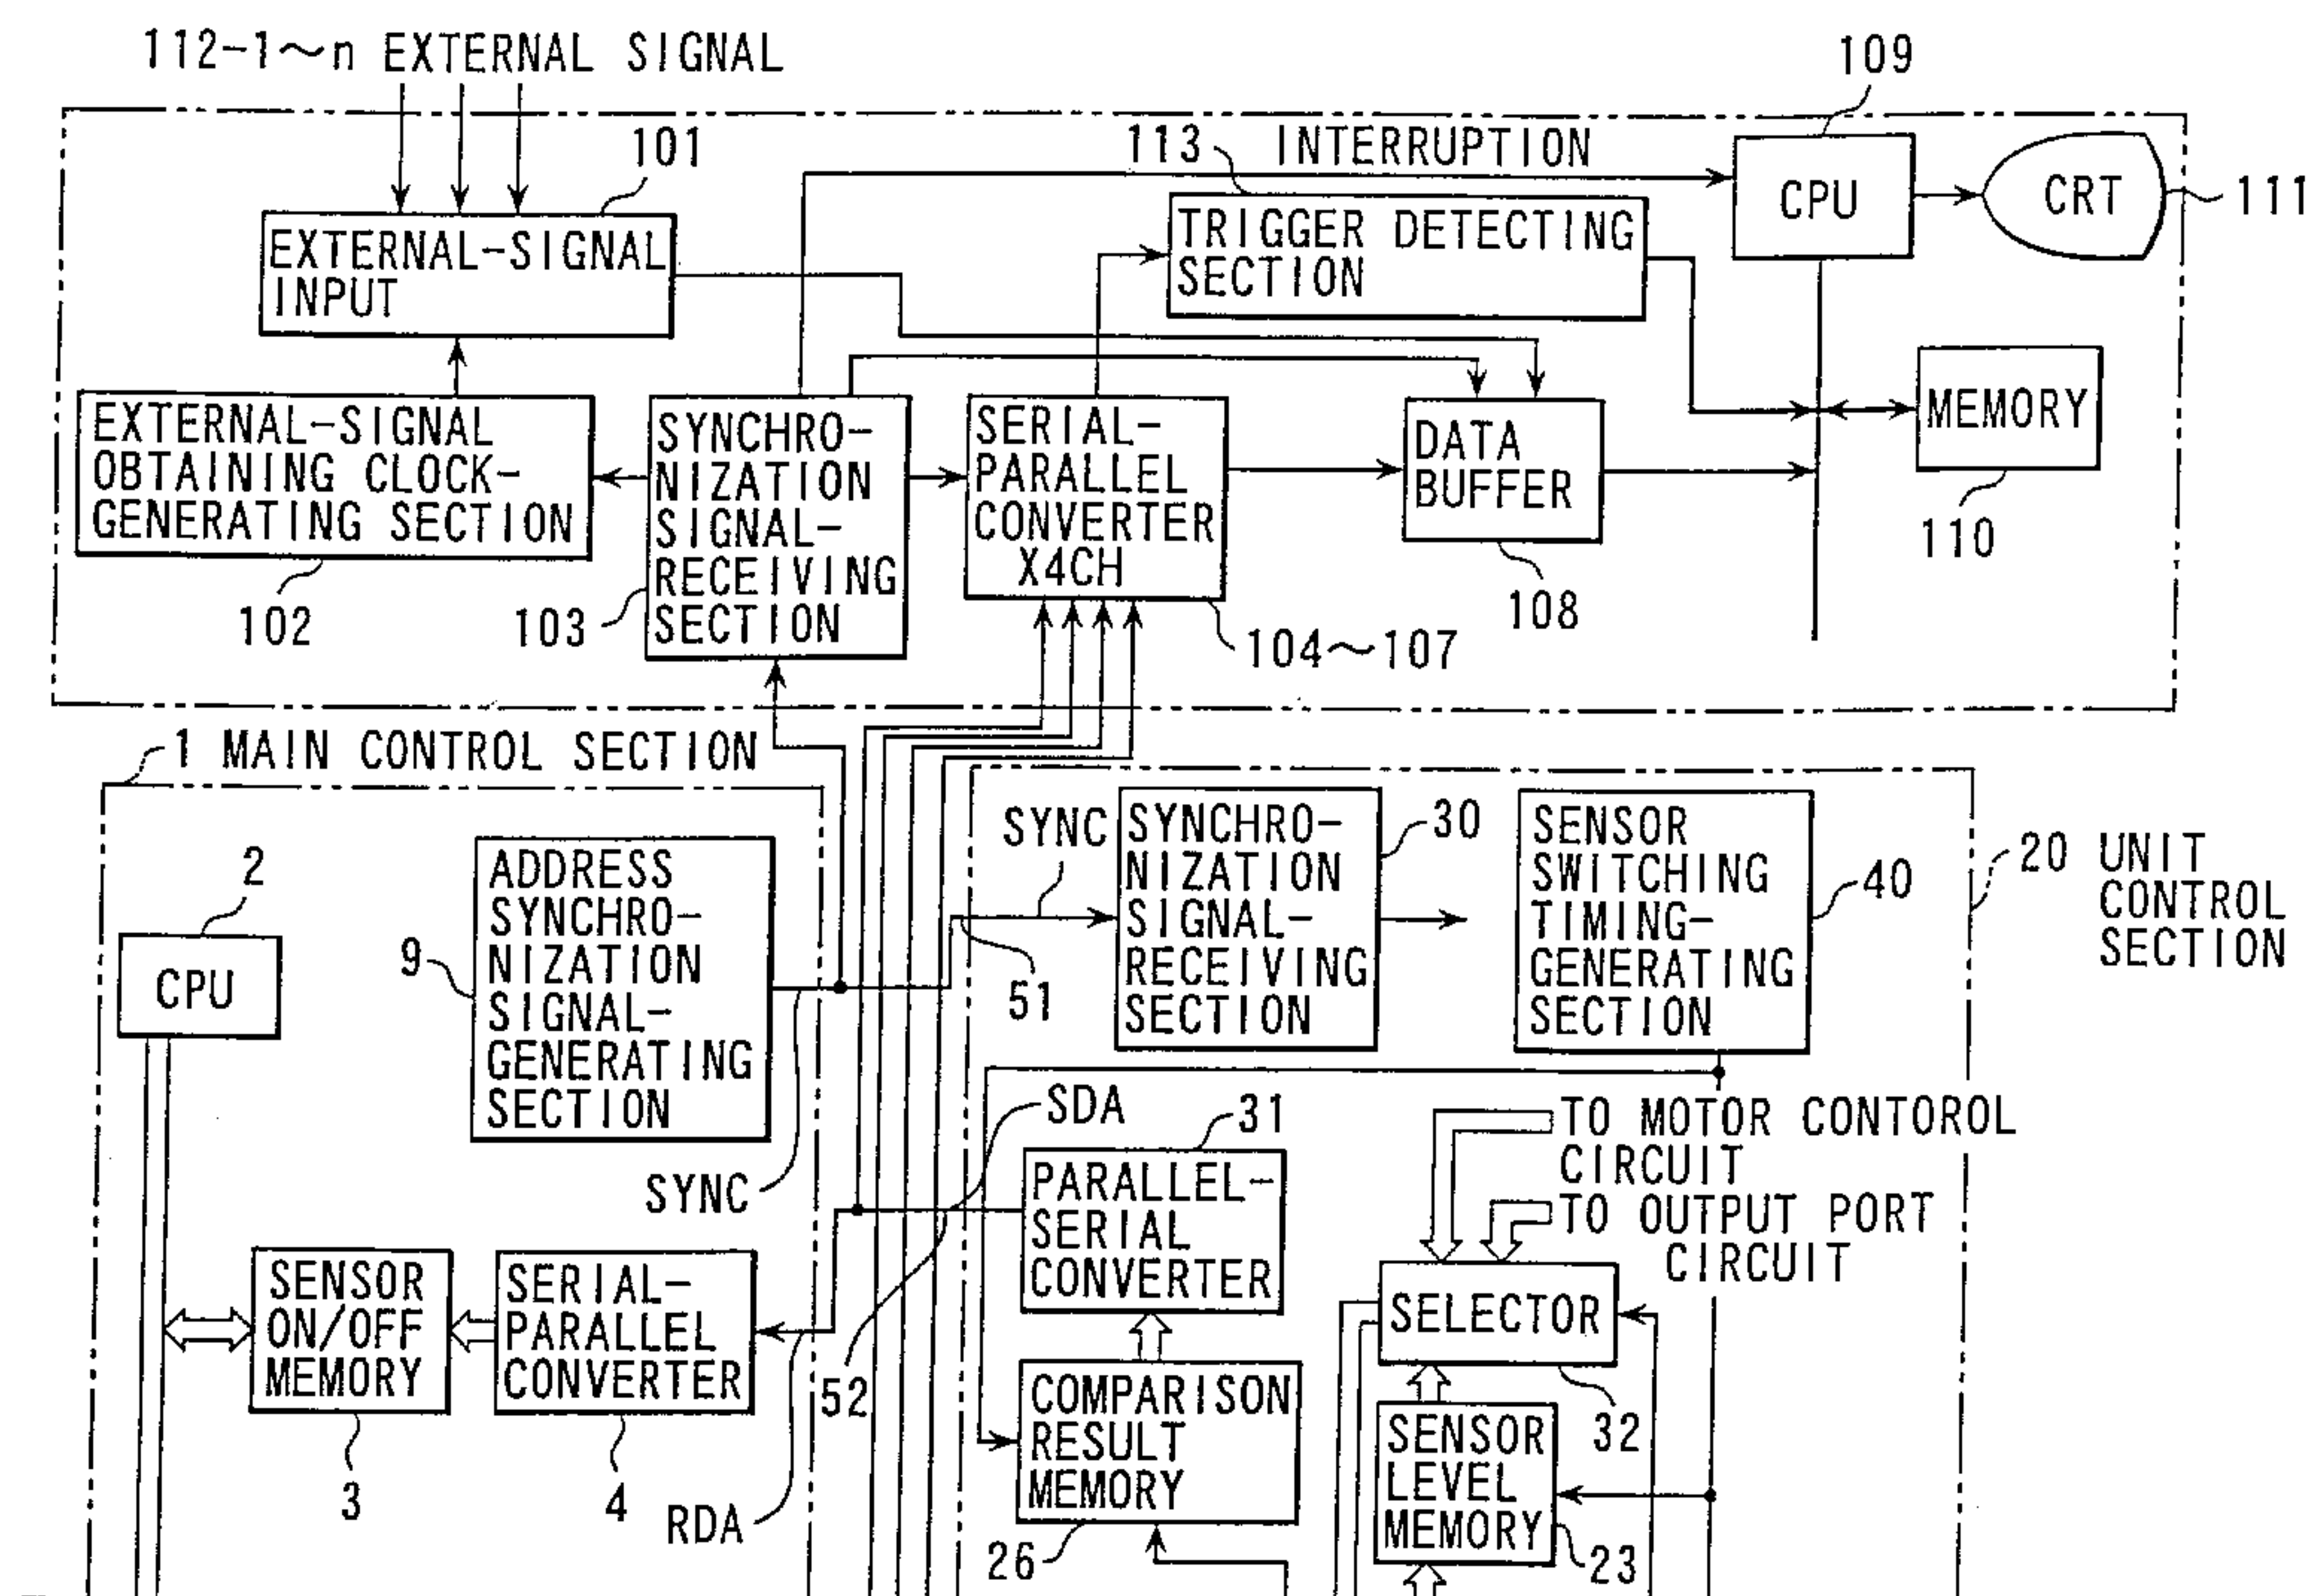 112-1~n EXTERNAL SIGNAL
109
101
113
INTERRUPTION
CPU
CRT
111
EXTERNAL-SIGNAL
INPUT
TRIGGER DETECTING
SECTION
EXTERNAL-SIGNAL
OBTAINING CLOCK-
GENERATING SECTION
102
SYNCHRO-
NIZATION
SIGNAL-
RECEIVING
SECTION
103
SERIAL-
PARALLEL
CONVERTER
X4CH
104~107
DATA
BUFFER
108
MEMORY
110
1 MAIN CONTROL SECTION
2
CPU
9
ADDRESS
SYNCHRO-
NIZATION
SIGNAL-
GENERATING
SECTION
SYNC
SYNC
51
SYNCHRO-
NIZATION
SIGNAL-
RECEIVING
SECTION
30
SENSOR
SWITCHING
TIMING-
GENERATING
SECTION
40
20 UNIT
CONTROL
SECTION
SDA
31
PARALLEL-
SERIAL
CONVERTER
TO MOTOR CONTOROL
CIRCUIT
TO OUTPUT PORT
CIRCUIT
SENSOR
ON/OFF
MEMORY
3
SERIAL-
PARALLEL
CONVERTER
4
RDA
52
SELECTOR
32
COMPARISON
RESULT
MEMORY
26
SENSOR
LEVEL
MEMORY
23